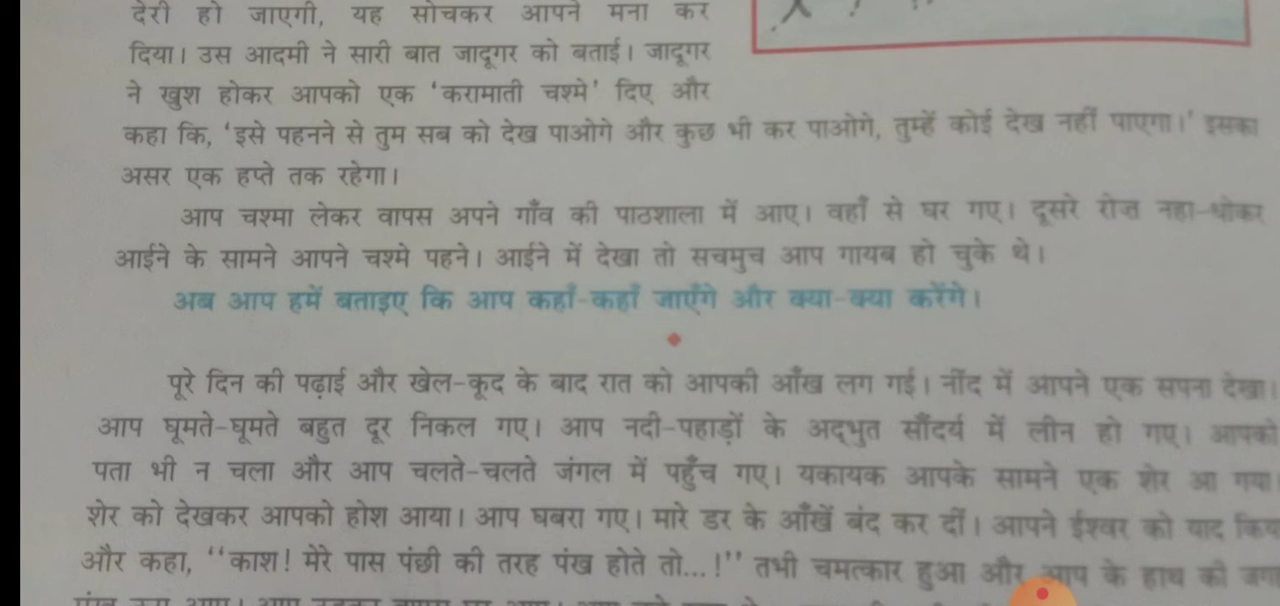 देरी हो जाएगी, यह सोचकर आपने मना कर
दिया। उस आदमी ने सारी बात जादूगर को बताई। जादूगर
ने खुश होकर आपको एक ‘करामाती चश्मे’ दिए और
कहा कि, ‘इसे पहनने से तुम सब को देख पाओगे और कुछ भी कर पाओगे, तुम्हें कोई देख नहीं पाएगा।’ इसका
असर एक हप्ते तक रहेगा।
आप चश्मा लेकर वापस अपने गाँव की पाठशाला में आए। वहाँ से घर गए। दूसरे रोज नहा-धोकर
आईने के सामने आपने चश्मे पहने। आईने में देखा तो सचमुच आप गायब हो चुके थे।
अब आप हमें बताइए कि आप कहाँ-कहाँ जाएँगे और क्या-क्या करेंगे।
पूरे दिन की पढ़ाई और खेल-कूद के बाद रात को आपकी आँख लग गई। नींद में आपने एक सपना देखा।
आप घूमते-घूमते बहुत दूर निकल गए। आप नदी-पहाड़ों के अद्भुत सौंदर्य में लीन हो गए। आपको
पता भी न चला और आप चलते-चलते जंगल में पहुँच गए। यकायक आपके सामने एक शेर आ गया
शेर को देखकर आपको होश आया। आप घबरा गए। मारे डर के आँखें बंद कर दीं। आपने ईश्वर को याद किय
और कहा, “काश! मेरे पास पंछी की तरह पंख होते तो...!” तभी चमत्कार हुआ और आप के हाथ की जगह